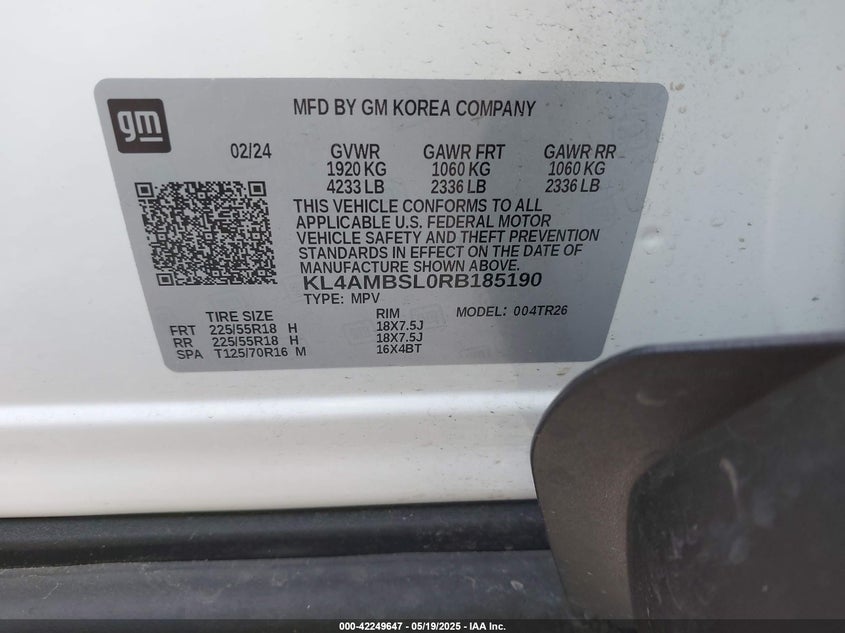 gm
MFD BY GM KOREA COMPANY
02/24 GVWR GAWR FRT GAWR RR
1920 KG 1060 KG 1060 KG
4233 LB 2336 LB 2336 LB
THIS VEHICLE CONFORMS TO ALL
APPLICABLE U.S. FEDERAL MOTOR
VEHICLE SAFETY AND THEFT PREVENTION
STANDARDS IN EFFECT ON THE DATE OF
MANUFACTURE SHOWN ABOVE.
KL4AMBSL0RB185190
TYPE: MPV MODEL: 004TR26
TIRE SIZE RIM
FRT 225/55R18 H 18X7.5J
RR 225/55R18 H 18X7.5J
SPA T125/70R16 M 16X4BT
000-42249647 - 05/19/2025 - IAA Inc.